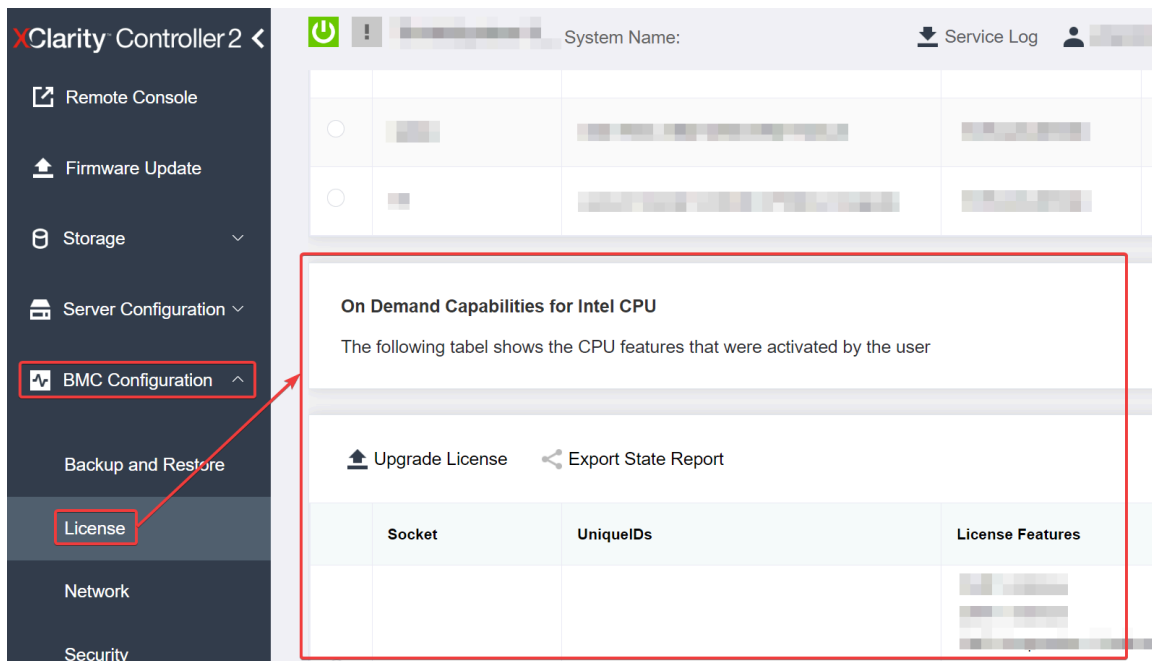 XClarity Controller 2
System Name:
Service Log
Remote Console
Firmware Update
Storage
Server Configuration
BMC Configuration
Backup and Restore
License
Network
Security
On Demand Capabilities for Intel CPU
The following tabel shows the CPU features that were activated by the user
Upgrade License
Export State Report
Socket
UniqueIDs
License Features